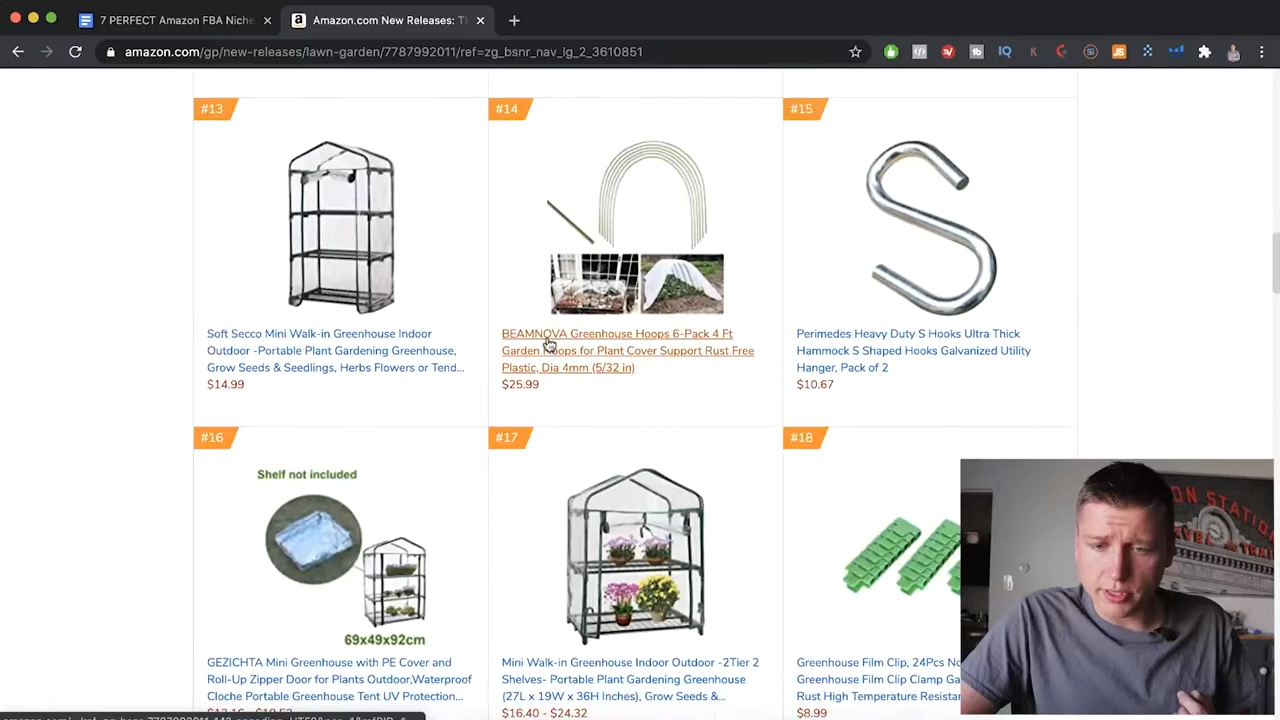 7 PERFECT Amazon FBA Niche
Amazon.com New Releases: T
amazon.com/gp/new-releases/lawn-garden/7787992011/ref=zg_bsnr_nav_lg_2_3610851
#13
#14
#15
Soft Secco Mini Walk-in Greenhouse Indoor
Outdoor -Portable Plant Gardening Greenhouse,
Grow Seeds & Seedlings, Herbs Flowers or Tend…
$14.99
BEAMNOVA Greenhouse Hoops 6-Pack 4 Ft
Garden Hoops for Plant Cover Support Rust Free
Plastic, Dia 4mm (5/32 in)
$25.99
Perimedes Heavy Duty S Hooks Ultra Thick
Hammock S Shaped Hooks Galvanized Utility
Hanger, Pack of 2
$10.67
#16
#17
#18
Shelf not included
69x49x92cm
GEZICHTA Mini Greenhouse with PE Cover and
Roll-Up Zipper Door for Plants Outdoor,Waterproof
Cloche Portable Greenhouse Tent UV Protection…
Mini Walk-in Greenhouse Indoor Outdoor -2Tier 2
Shelves- Portable Plant Gardening Greenhouse
(27L x 19W x 36H Inches), Grow Seeds &…
$16.40 - $24.32
Greenhouse Film Clip, 24Pcs No
Greenhouse Film Clip Clamp Ga
Rust High Temperature Resistan
$8.99
ON STATION